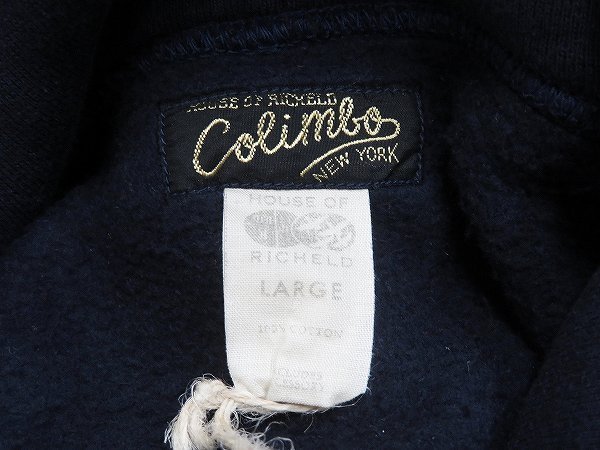 HOUSE OF RICHELD
Colimbo
NEW YORK
HOUSE OF
RICHELD
LARGE
100% COTTON